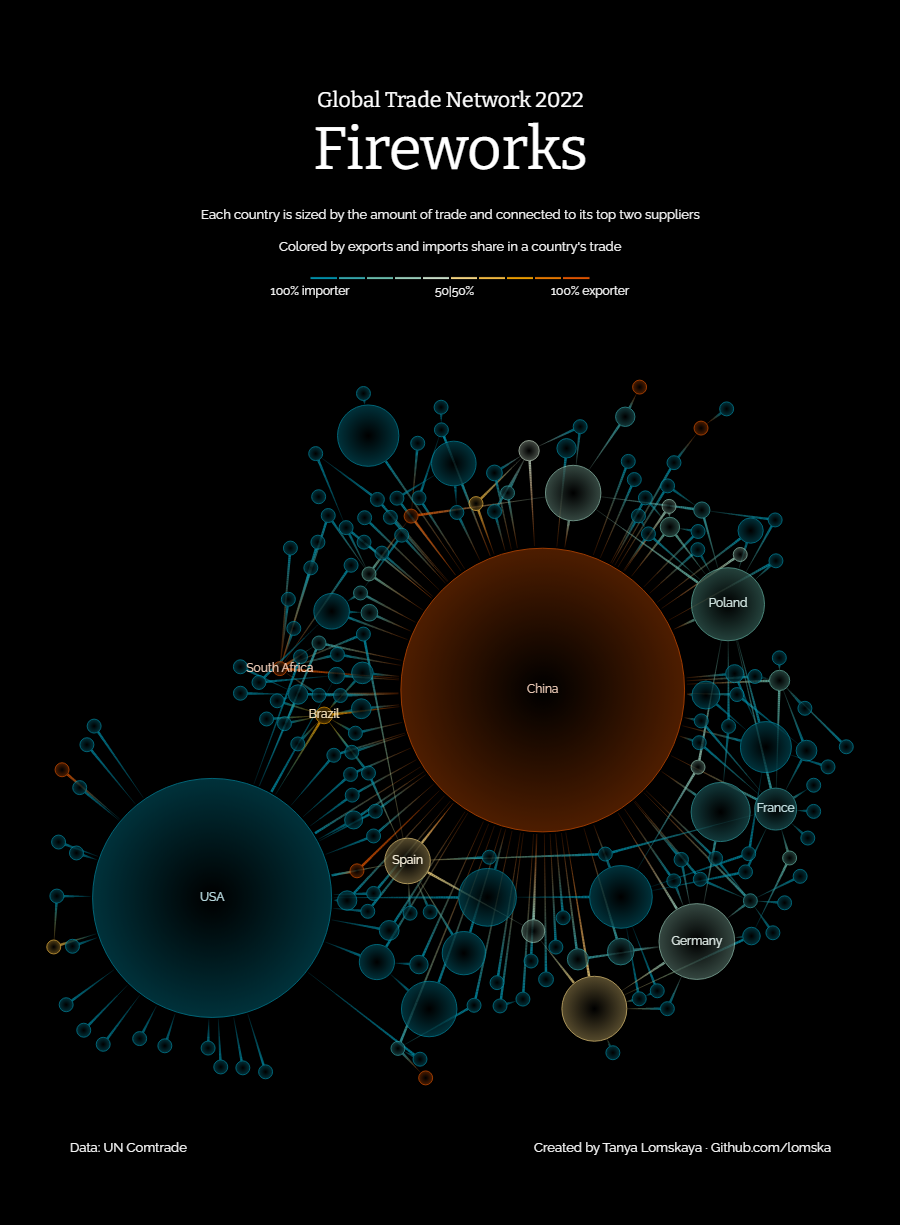 Global Trade Network 2022
Fireworks
Each country is sized by the amount of trade and connected to its top two suppliers
Colored by exports and imports share in a country's trade
100% importer 50|50% 100% exporter
Poland
South Africa
China
Brazil
France
Spain
USA
Germany
Data: UN Comtrade
Created by Tanya Lomskaya · Github.com/lomska